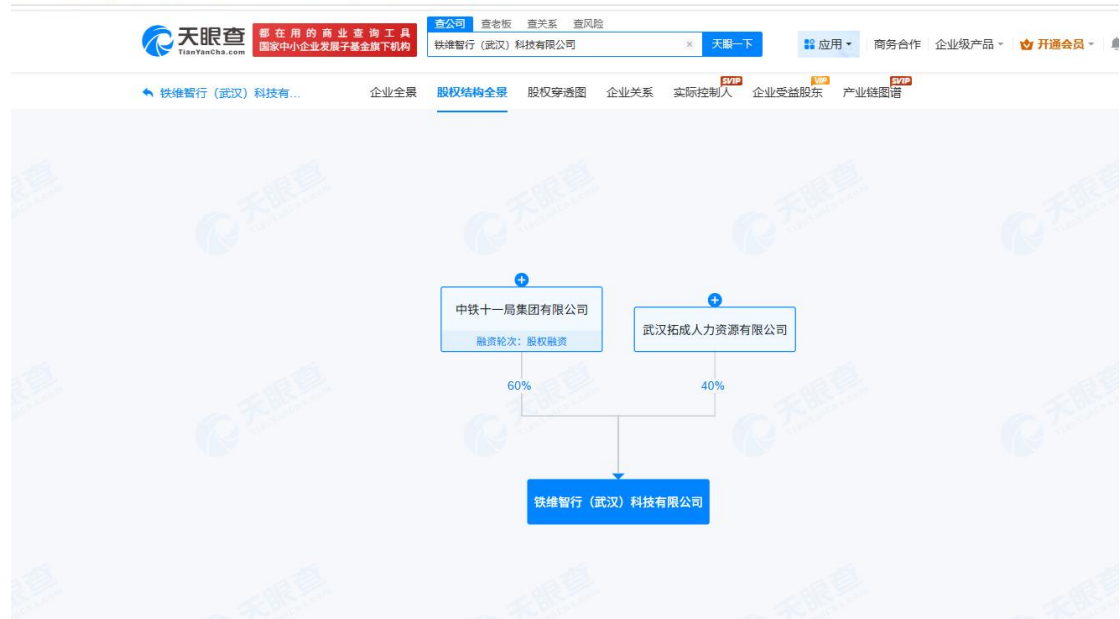 天眼查
TianYanCha.com
都在用的商业查询工具
国家中小企业发展子基金旗下机构
查公司 查老板 查关系 查风险
铁维智行（武汉）科技有限公司 × 天眼一下
应用 商务合作 企业级产品 开通会员
铁维智行（武汉）科技有... 企业全景 股权结构全景 股权穿透图 企业关系 实际控制人 SVIP 企业受益股东 VIP 产业链图谱 SVIP
中铁十一局集团有限公司
融资轮次：股权融资
武汉拓成人力资源有限公司
60% 40%
铁维智行（武汉）科技有限公司